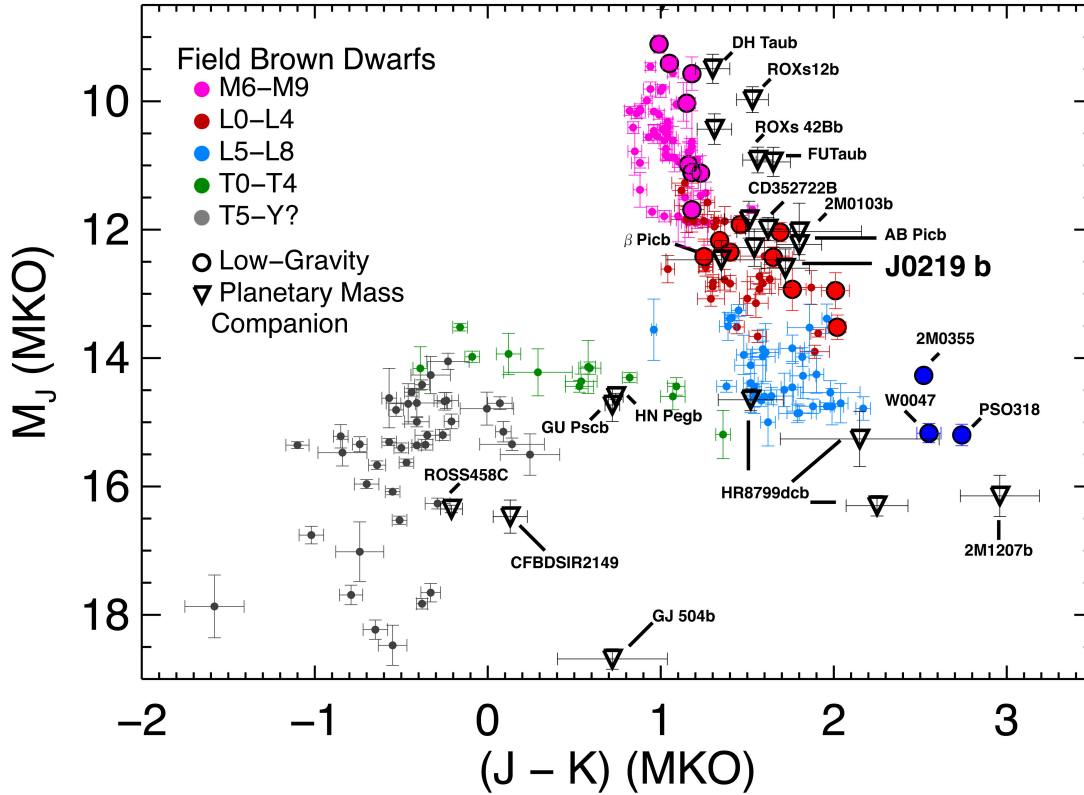 Field Brown Dwarfs
M6−M9
L0−L4
L5−L8
T0−T4
T5−Y?
Low−Gravity
Planetary Mass
Companion
DH Taub
ROXs12b
ROXs 42Bb
FUTaub
CD352722B
2M0103b
β Picb
AB Picb
J0219 b
2M0355
W0047
PSO318
HN Pegb
GU Pscb
ROSS458C
HR8799dcb
CFBDSIR2149
2M1207b
GJ 504b
10
12
14
16
18
M_J (MKO)
−2 −1 0 1 2 3
(J − K) (MKO)